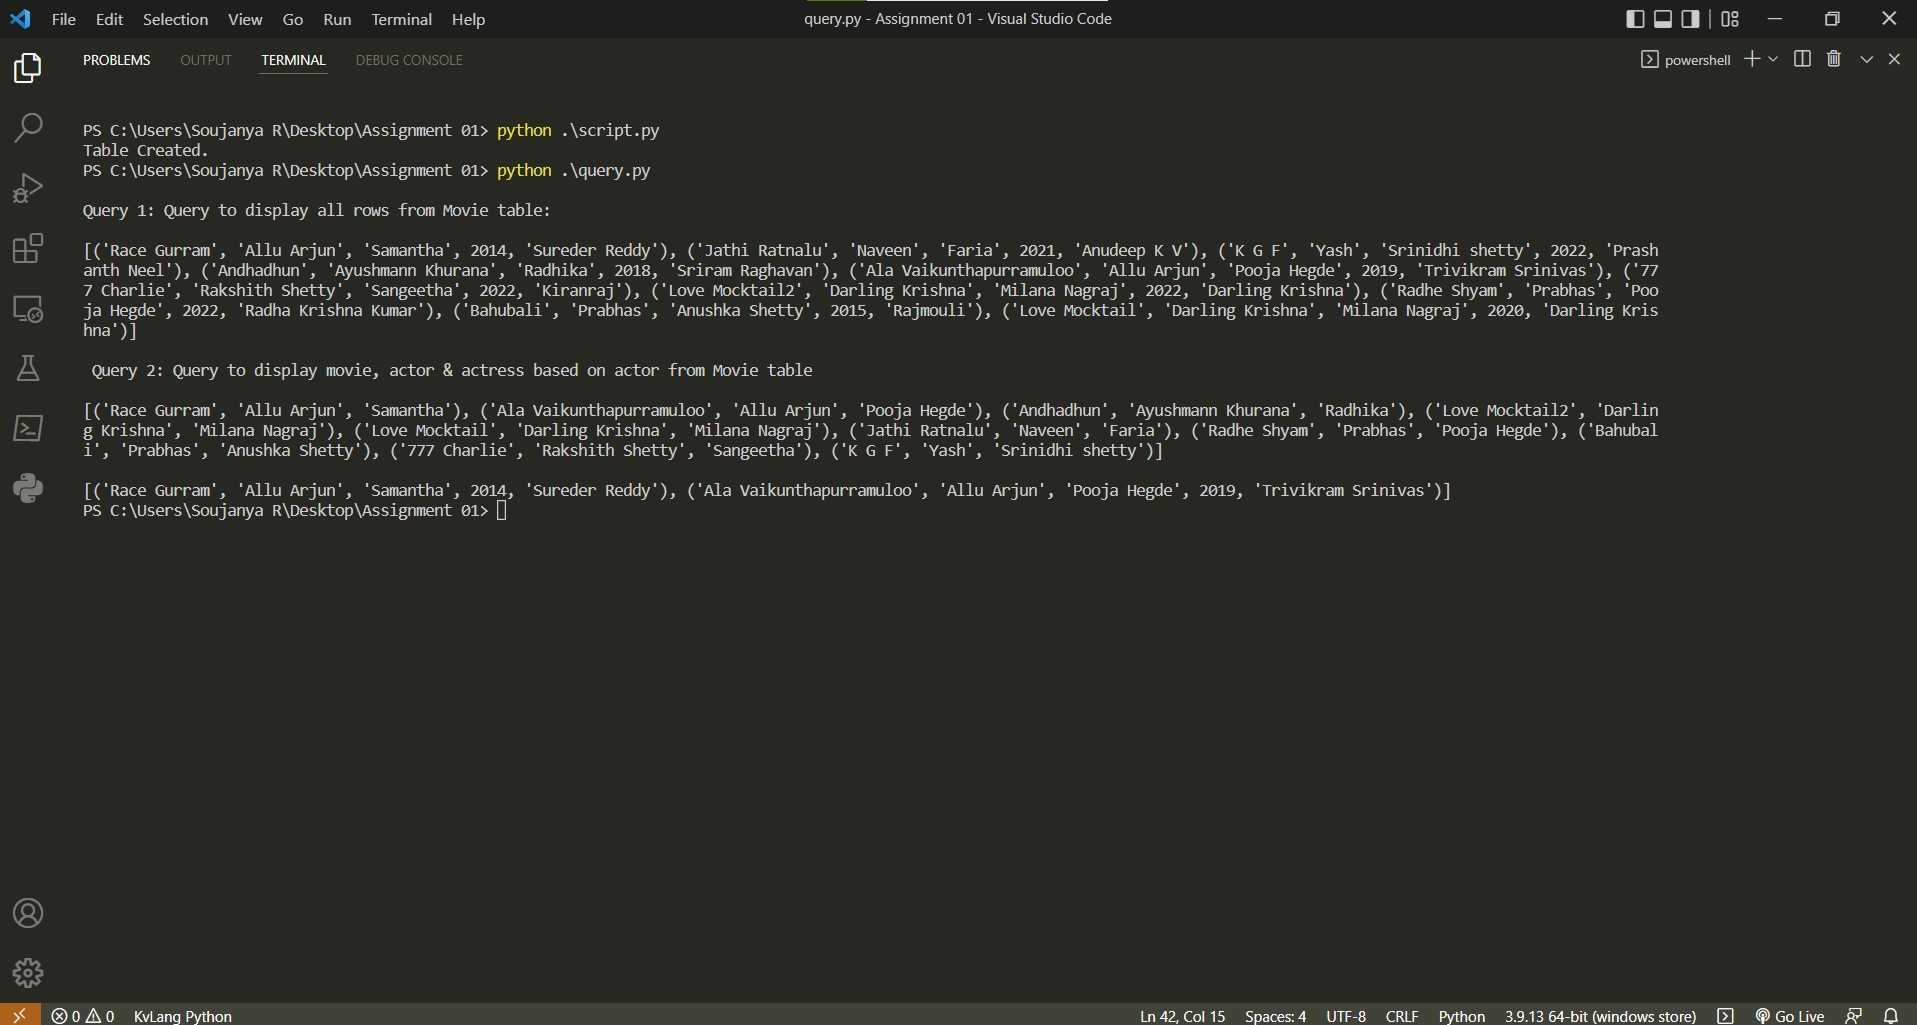 File Edit Selection View Go Run Terminal Help
query.py - Assignment 01 - Visual Studio Code
PROBLEMS OUTPUT TERMINAL DEBUG CONSOLE
powershell
PS C:\Users\Soujanya R\Desktop\Assignment 01> python .\script.py
Table Created.
PS C:\Users\Soujanya R\Desktop\Assignment 01> python .\query.py
Query 1: Query to display all rows from Movie table:
[('Race Gurram', 'Allu Arjun', 'Samantha', 2014, 'Sureder Reddy'), ('Jathi Ratnalu', 'Naveen', 'Faria', 2021, 'Anudeep K V'), ('K G F', 'Yash', 'Srinidhi shetty', 2022, 'Prash
anth Neel'), ('Andhadhun', 'Ayushmann Khurana', 'Radhika', 2018, 'Sriram Raghavan'), ('Ala Vaikunthapurramuloo', 'Allu Arjun', 'Pooja Hegde', 2019, 'Trivikram Srinivas'), ('77
7 Charlie', 'Rakshith Shetty', 'Sangeetha', 2022, 'Kiranraj'), ('Love Mocktail2', 'Darling Krishna', 'Milana Nagraj', 2022, 'Darling Krishna'), ('Radhe Shyam', 'Prabhas', 'Poo
ja Hegde', 2022, 'Radha Krishna Kumar'), ('Bahubali', 'Prabhas', 'Anushka Shetty', 2015, 'Rajmouli'), ('Love Mocktail', 'Darling Krishna', 'Milana Nagraj', 2020, 'Darling Kris
hna')]
Query 2: Query to display movie, actor & actress based on actor from Movie table
[('Race Gurram', 'Allu Arjun', 'Samantha'), ('Ala Vaikunthapurramuloo', 'Allu Arjun', 'Pooja Hegde'), ('Andhadhun', 'Ayushmann Khurana', 'Radhika'), ('Love Mocktail2', 'Darlin
g Krishna', 'Milana Nagraj'), ('Love Mocktail', 'Darling Krishna', 'Milana Nagraj'), ('Jathi Ratnalu', 'Naveen', 'Faria'), ('Radhe Shyam', 'Prabhas', 'Pooja Hegde'), ('Bahubal
i', 'Prabhas', 'Anushka Shetty'), ('777 Charlie', 'Rakshith Shetty', 'Sangeetha'), ('K G F', 'Yash', 'Srinidhi shetty')]
[('Race Gurram', 'Allu Arjun', 'Samantha', 2014, 'Sureder Reddy'), ('Ala Vaikunthapurramuloo', 'Allu Arjun', 'Pooja Hegde', 2019, 'Trivikram Srinivas')]
PS C:\Users\Soujanya R\Desktop\Assignment 01>
0 0 KvLang Python
Ln 42, Col 15 Spaces: 4 UTF-8 CRLF Python 3.9.13 64-bit (windows store) Go Live